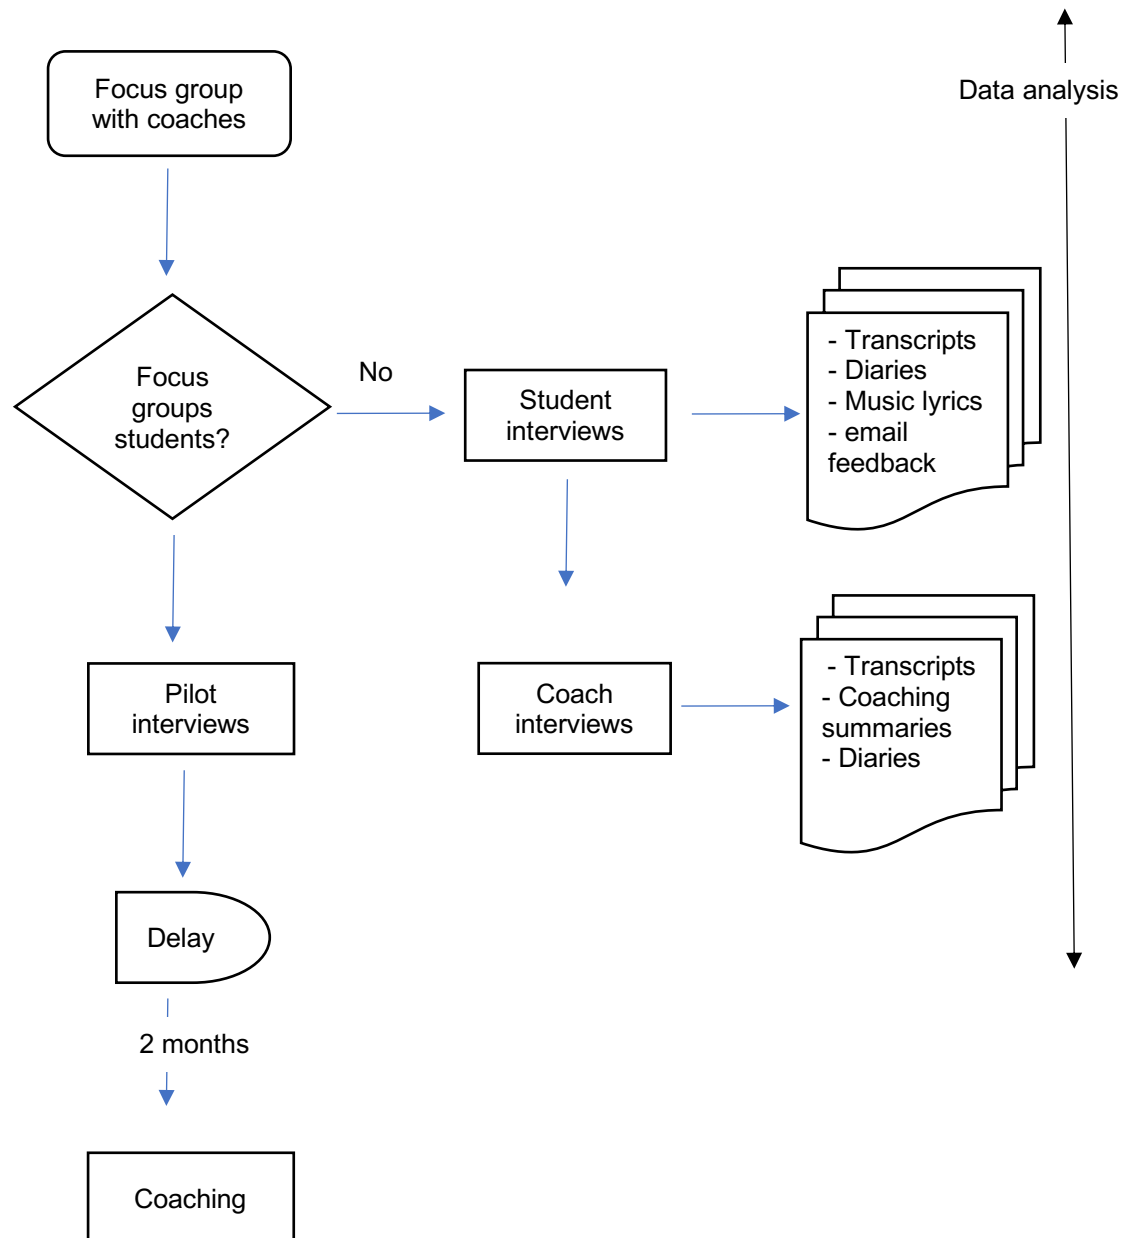 Focus group
with coaches
Data analysis
Focus
groups
students?
No
Student
interviews
- Transcripts
- Diaries
- Music lyrics
- email
feedback
Pilot
interviews
Coach
interviews
- Transcripts
- Coaching
summaries
- Diaries
Delay
2 months
Coaching